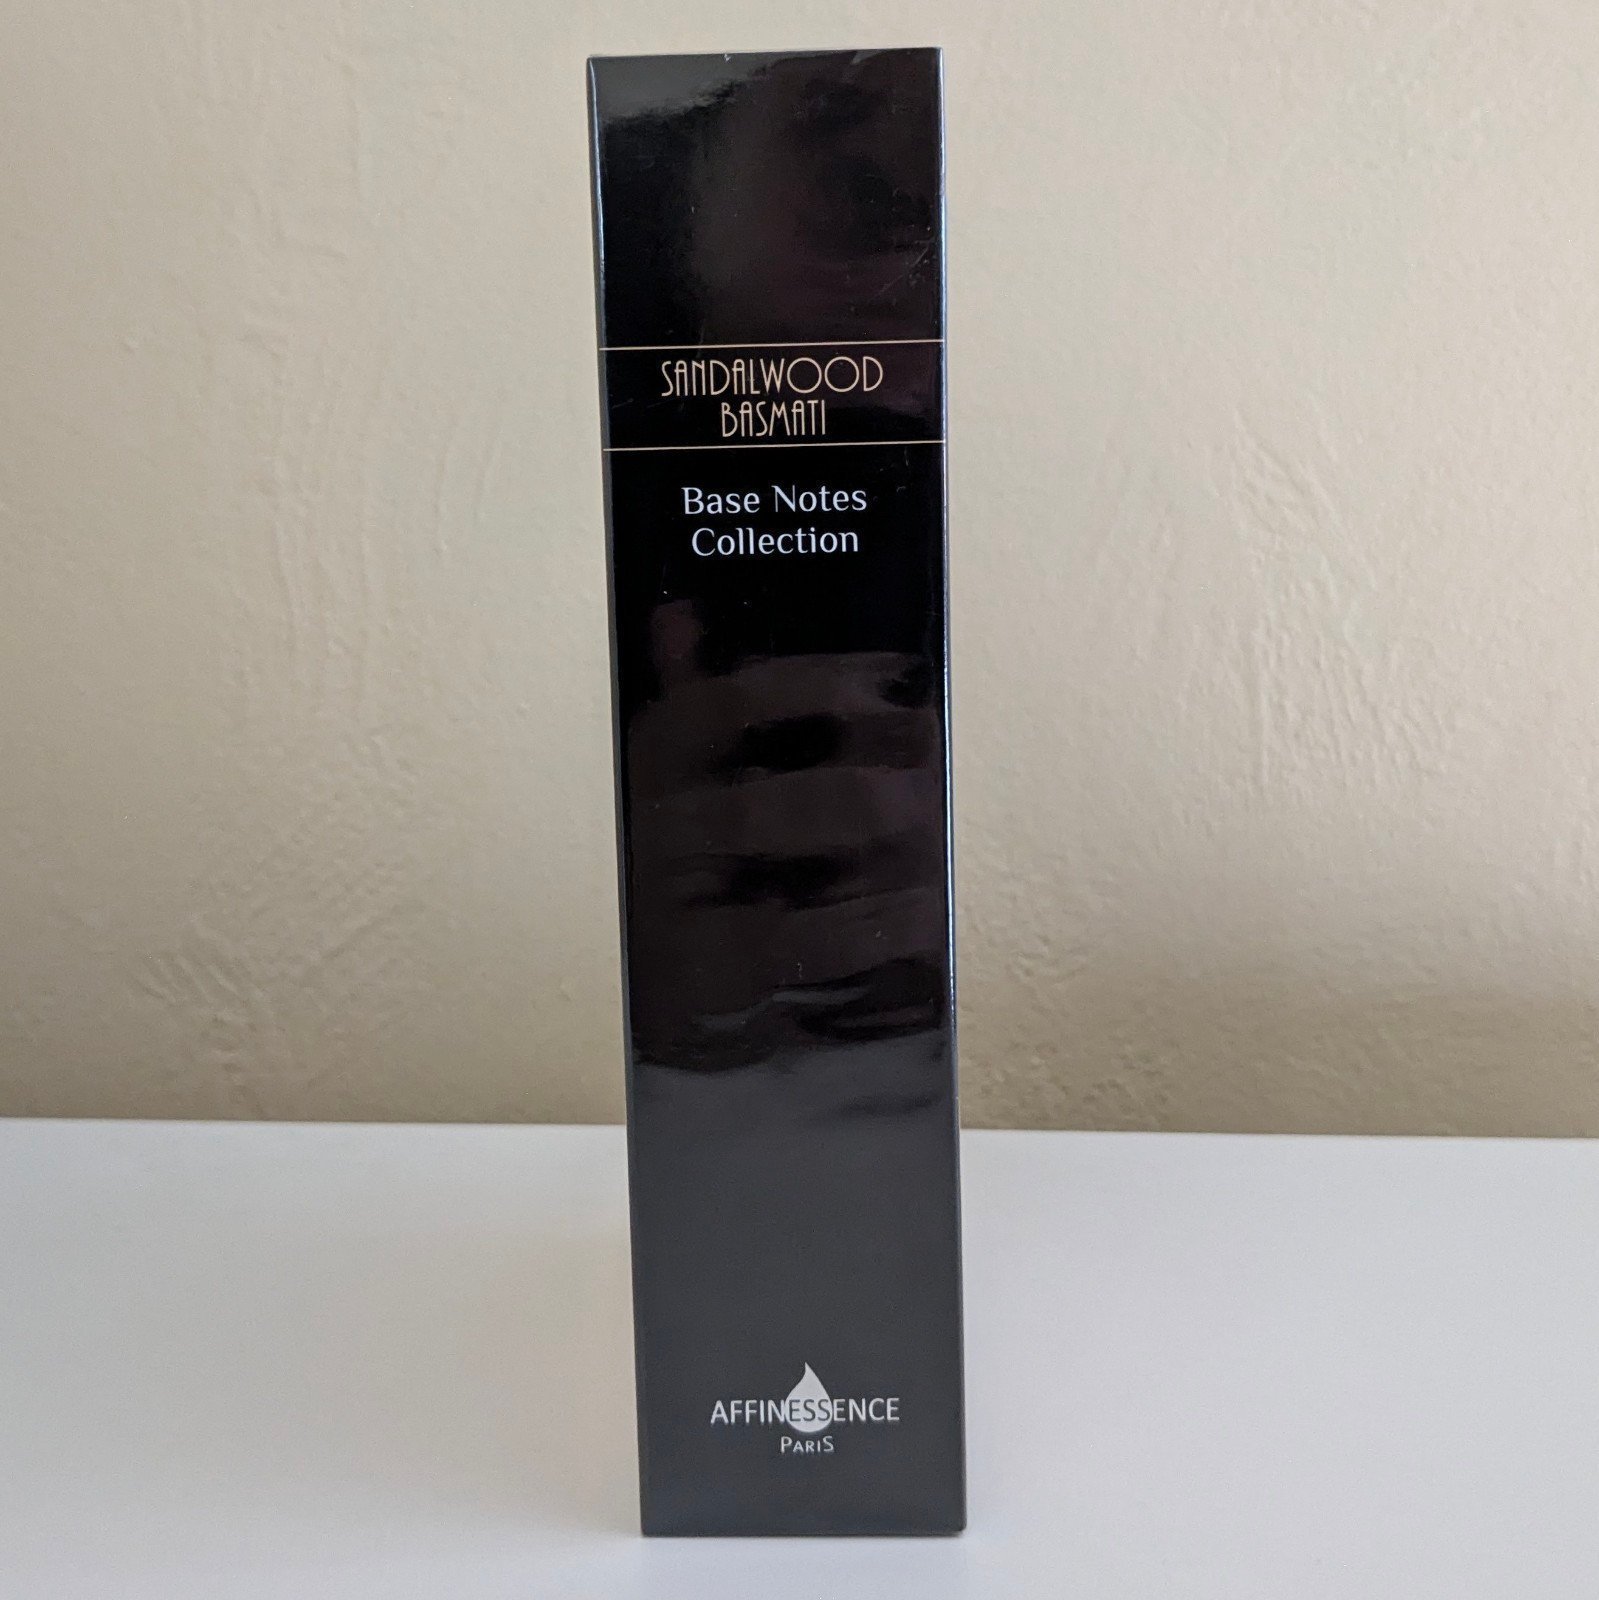 SANDALWOOD
BASMATI
Base Notes
Collection
AFFINESSENCE
PARIS